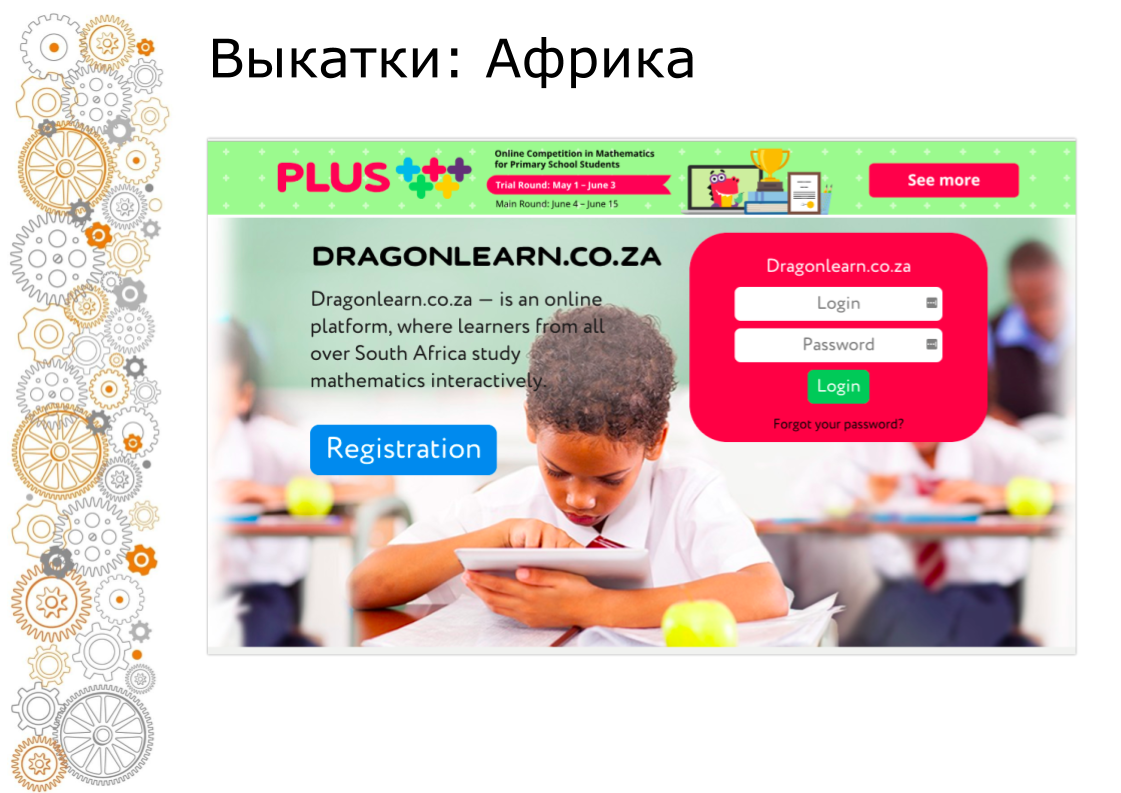 Выкатки: Африка
PLUS
Online Competition in Mathematics
for Primary School Students
Trial Round: May 1 – June 3
Main Round: June 4 – June 15
See more
DRAGONLEARN.CO.ZA
Dragonlearn.co.za — is an online
platform, where learners from all
over South Africa study
mathematics interactively.
Registration
Dragonlearn.co.za
Login
Password
Login
Forgot your password?